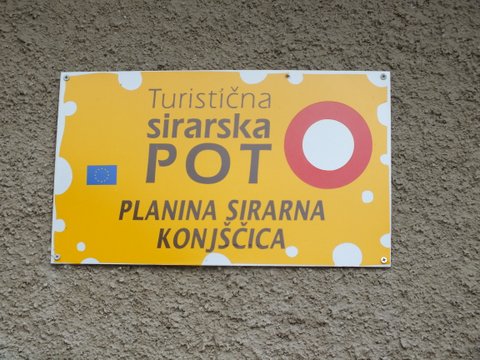 Turistična
sirarska
POT
PLANINA SIRARNA
KONJŠČICA